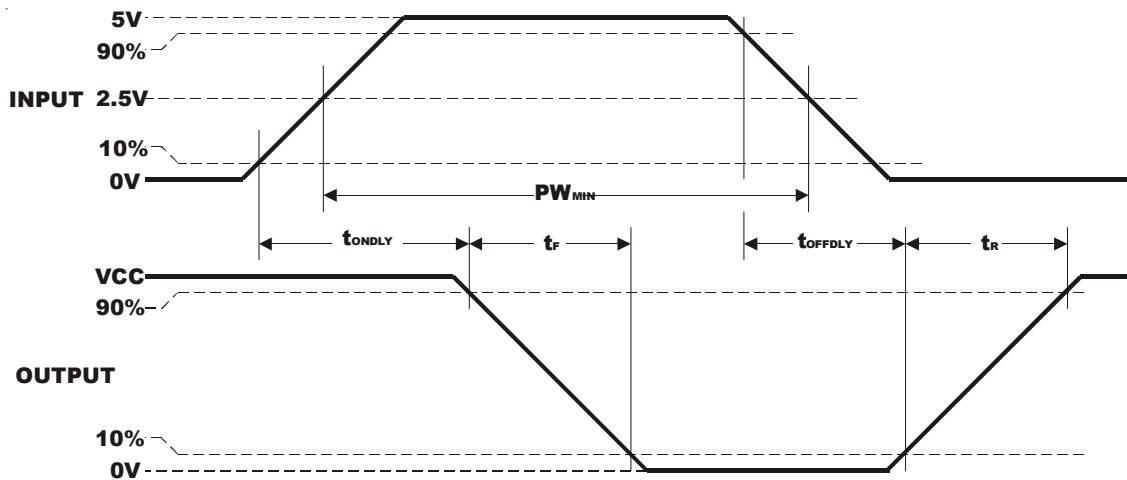 5V
90%
INPUT 2.5V
10%
0V
PWMIN
tONDLY tF tOFFDLY tR
VCC
90%
OUTPUT
10%
0V